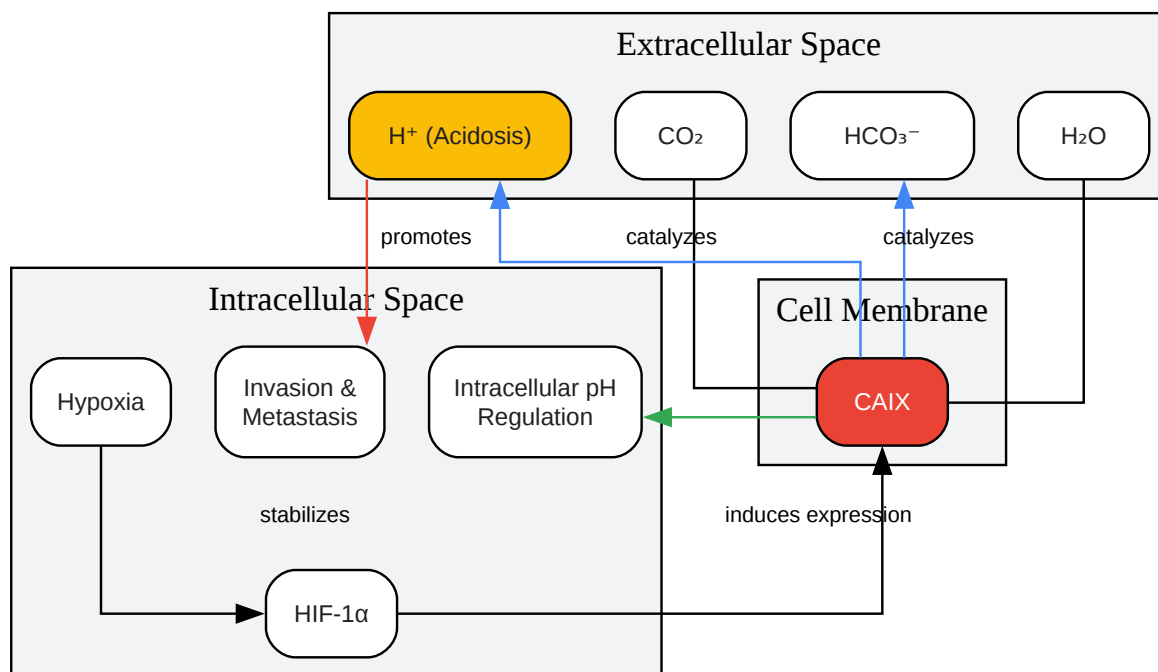 Extracellular Space
H⁺ (Acidosis)
CO₂
HCO₃⁻
H₂O
promotes
catalyzes
catalyzes
Intracellular Space
Cell Membrane
Hypoxia
Invasion &
Metastasis
Intracellular pH
Regulation
CAIX
stabilizes
induces expression
HIF-1α